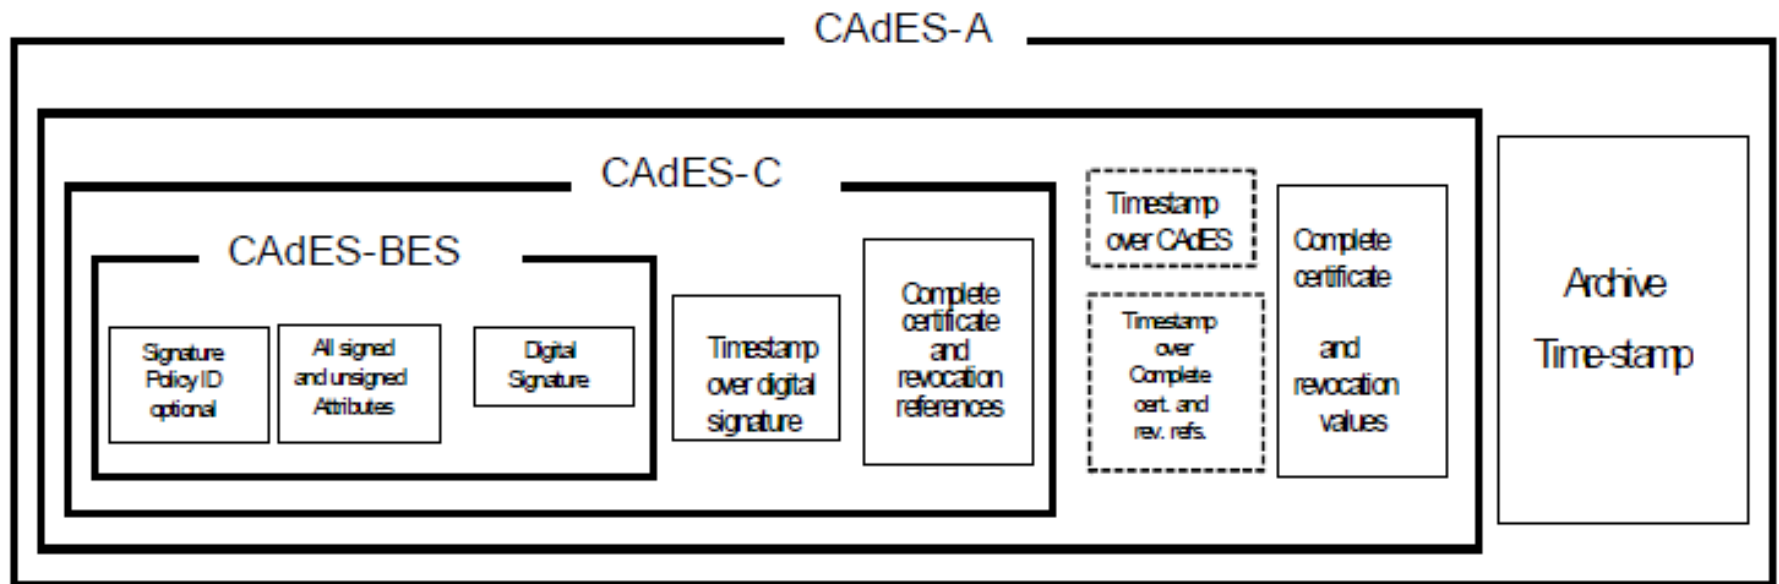 CAdES-A
CAdES-C
CAdES-BES
Signature
Policy ID
optional
All signed
and unsigned
Attributes
Digital
Signature
Timestamp
over digital
signature
Complete
certificate
and
revocation
references
Timestamp
over CAdES
Timestamp
over
Complete
cert. and
rev. refs.
Complete
certificate
and
revocation
values
Archive
Time-stamp